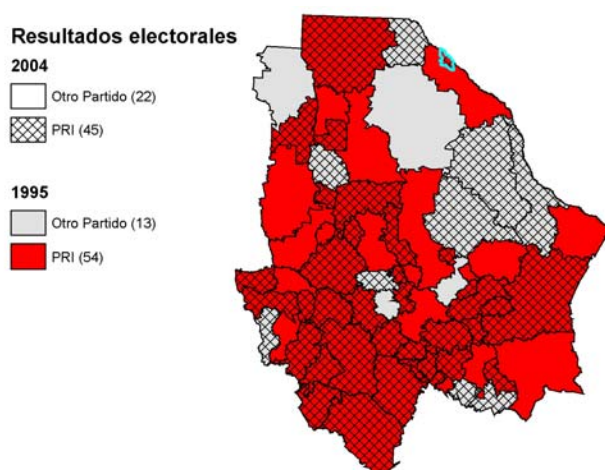 Resultados electorales
2004
Otro Partido (22)
PRI (45)
1995
Otro Partido (13)
PRI (54)